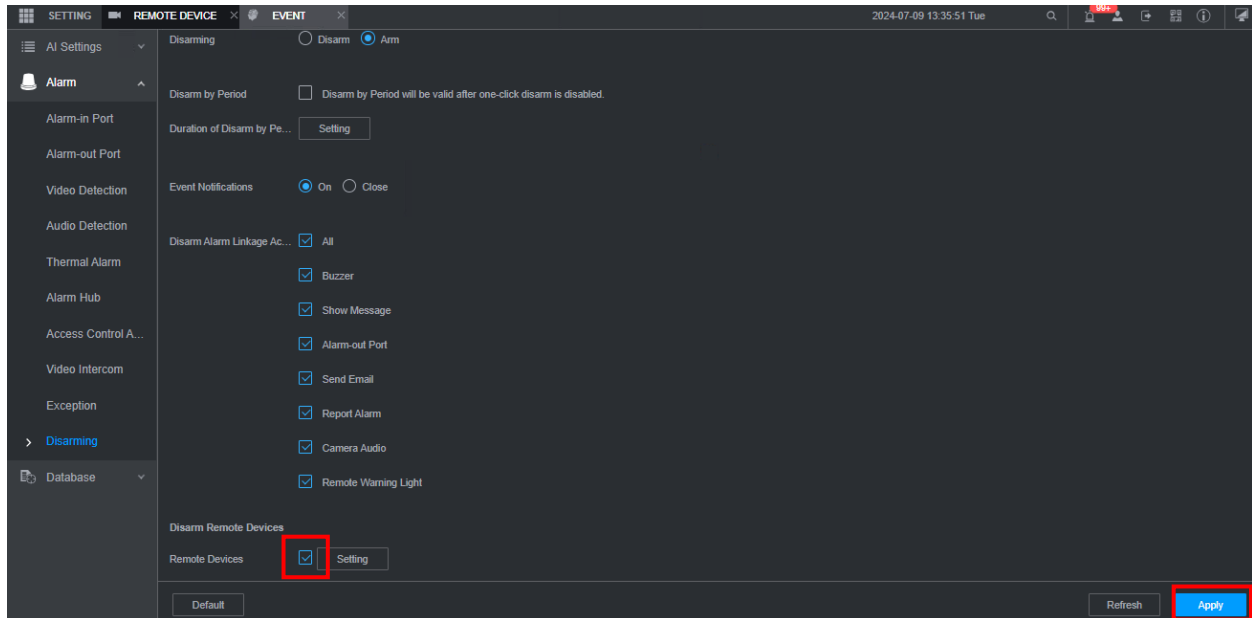 SETTING REMOTE DEVICE EVENT 2024-07-09 13:35:51 Tue 99+
AI Settings
Alarm
Alarm-in Port
Alarm-out Port
Video Detection
Audio Detection
Thermal Alarm
Alarm Hub
Access Control A...
Video Intercom
Exception
Disarming
Database
Disarming Disarm Arm
Disarm by Period Disarm by Period will be valid after one-click disarm is disabled.
Duration of Disarm by Pe... Setting
Event Notifications On Close
Disarm Alarm Linkage Ac... All
Buzzer
Show Message
Alarm-out Port
Send Email
Report Alarm
Camera Audio
Remote Warning Light
Disarm Remote Devices
Remote Devices Setting
Default Refresh Apply